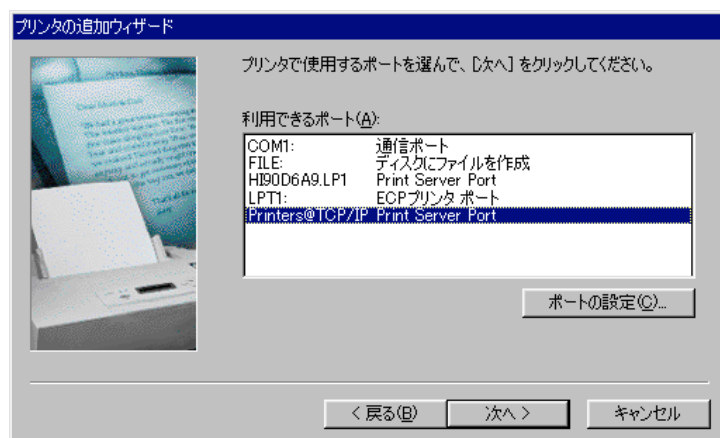 プリンタの追加ウィザード
プリンタで使用するポートを選んで、[次へ] をクリックしてください。
利用できるポート(A):
COM1: 通信ポート
FILE: ディスクにファイルを作成
HI90D6A9.LP1 Print Server Port
LPT1: ECPプリンタ ポート
Printers@TCP/IP Print Server Port
ポートの設定(C)...
< 戻る(B) 次へ > キャンセル